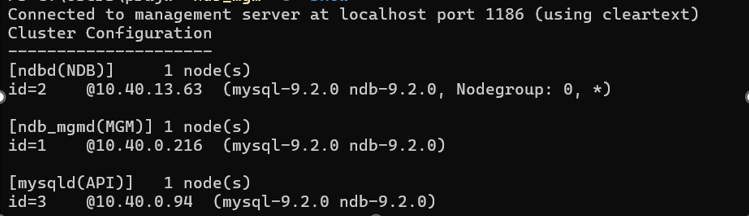 Connected to management server at localhost port 1186 (using cleartext)
Cluster Configuration
---------------------
[ndbd(NDB)]     1 node(s)
id=2    @10.40.13.63  (mysql-9.2.0 ndb-9.2.0, Nodegroup: 0, *)

[ndb_mgmd(MGM)] 1 node(s)
id=1    @10.40.0.216  (mysql-9.2.0 ndb-9.2.0)

[mysqld(API)]   1 node(s)
id=3    @10.40.0.94  (mysql-9.2.0 ndb-9.2.0)